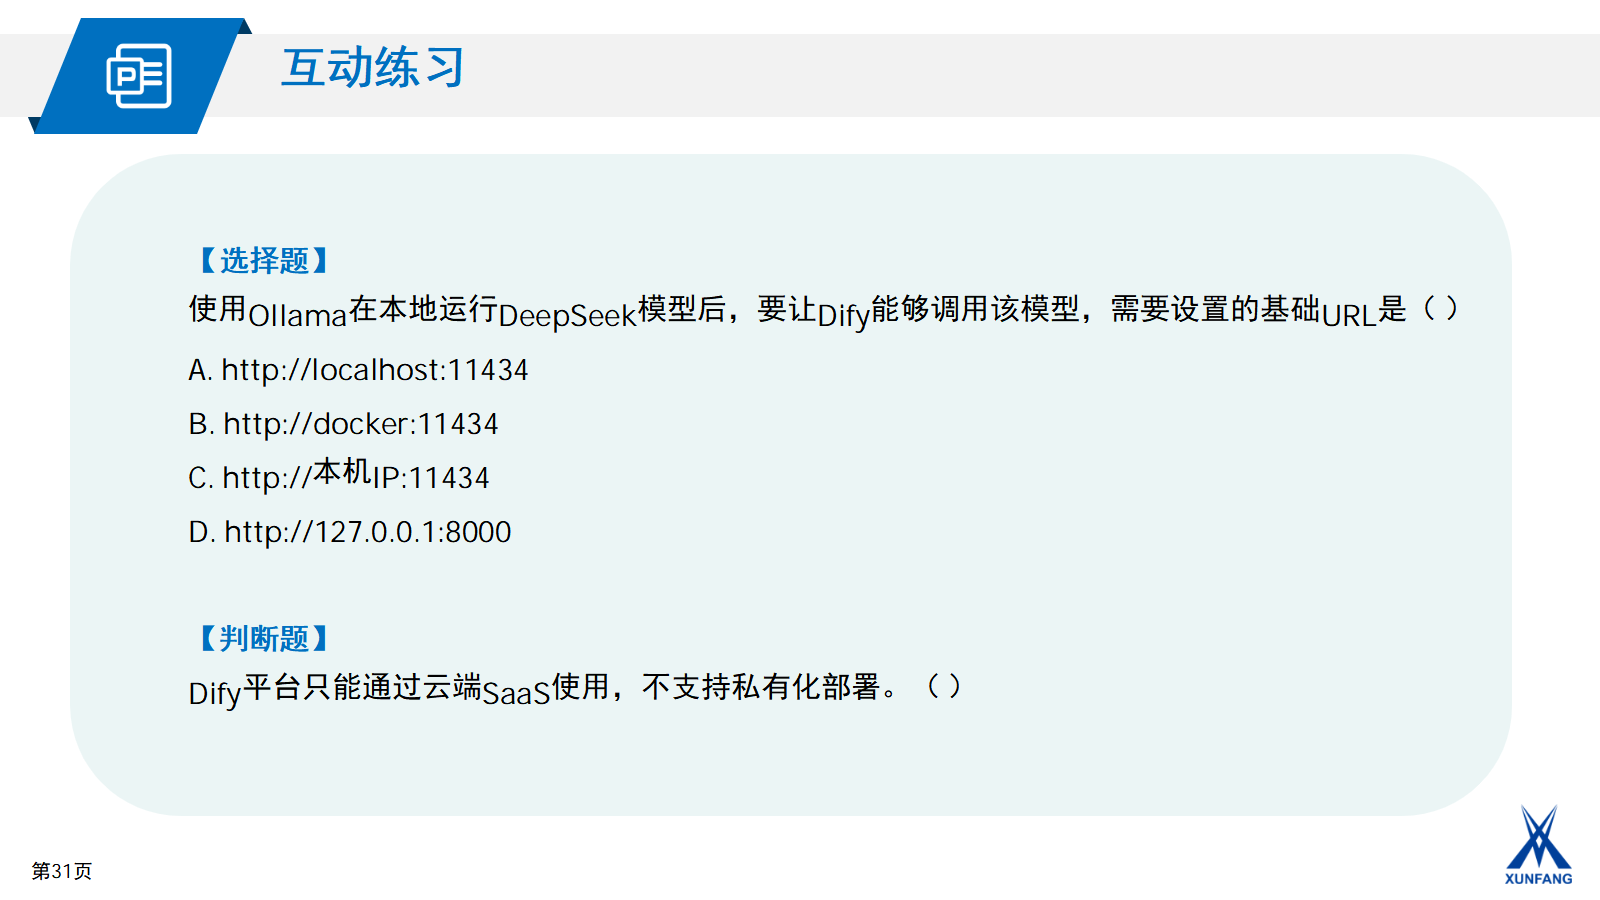 互动练习
【选择题】
使用Ollama在本地运行DeepSeek模型后，要让Dify能够调用该模型，需要设置的基础URL是（ ）
A. http://localhost:11434
B. http://docker:11434
C. http://本机IP:11434
D. http://127.0.0.1:8000
【判断题】
Dify平台只能通过云端SaaS使用，不支持私有化部署。（ ）
第31页
XUNFANG